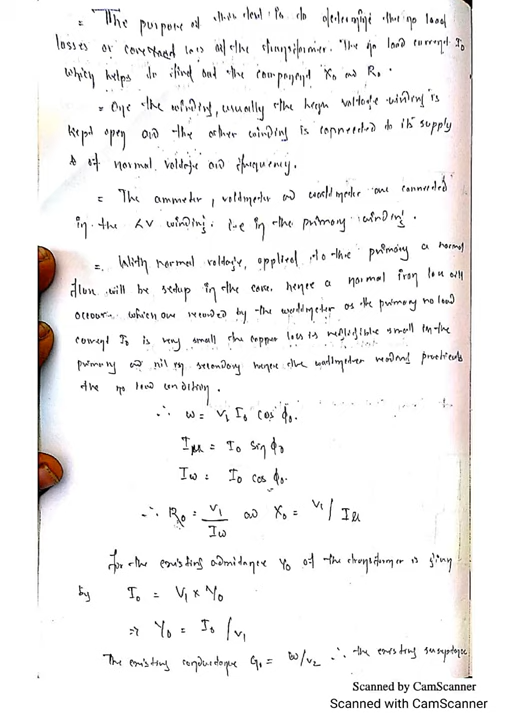 = The purpose of this test is to determine the no load
losses or core loss of the transformer. The no load current I0
which helps to find out the component X0 and R0.
= One the winding, usually the high voltage winding is
kept open and the other winding is connected to its supply
of normal voltage and frequency.
= The ammeter, voltmeter and wattmeter are connected
in the LV winding. i.e in the primary winding.
= With normal voltage, applied to the primary a normal
flux will be setup in the core. hence a normal iron loss will
occour which are recorded by the wattmeter as the primary no load
current I0 is very small the copper loss is negligible small in the
primary and nil in secondary hence the wattmeter reading practicals
the no load condition.
∴ W = V1 I0 cos ϕ0.
Iμ = I0 sin ϕ0
Iw = I0 cos ϕ0.
∴ R0 = V1/Iw and X0 = V1/Iμ
for the existing admidance Y0 of the transformer is given
by I0 = V1 × Y0
⇒ Y0 = I0/V1
The existing conductance G0 = W/V2 ∴ the existing susceptance
Scanned by CamScanner
Scanned with CamScanner